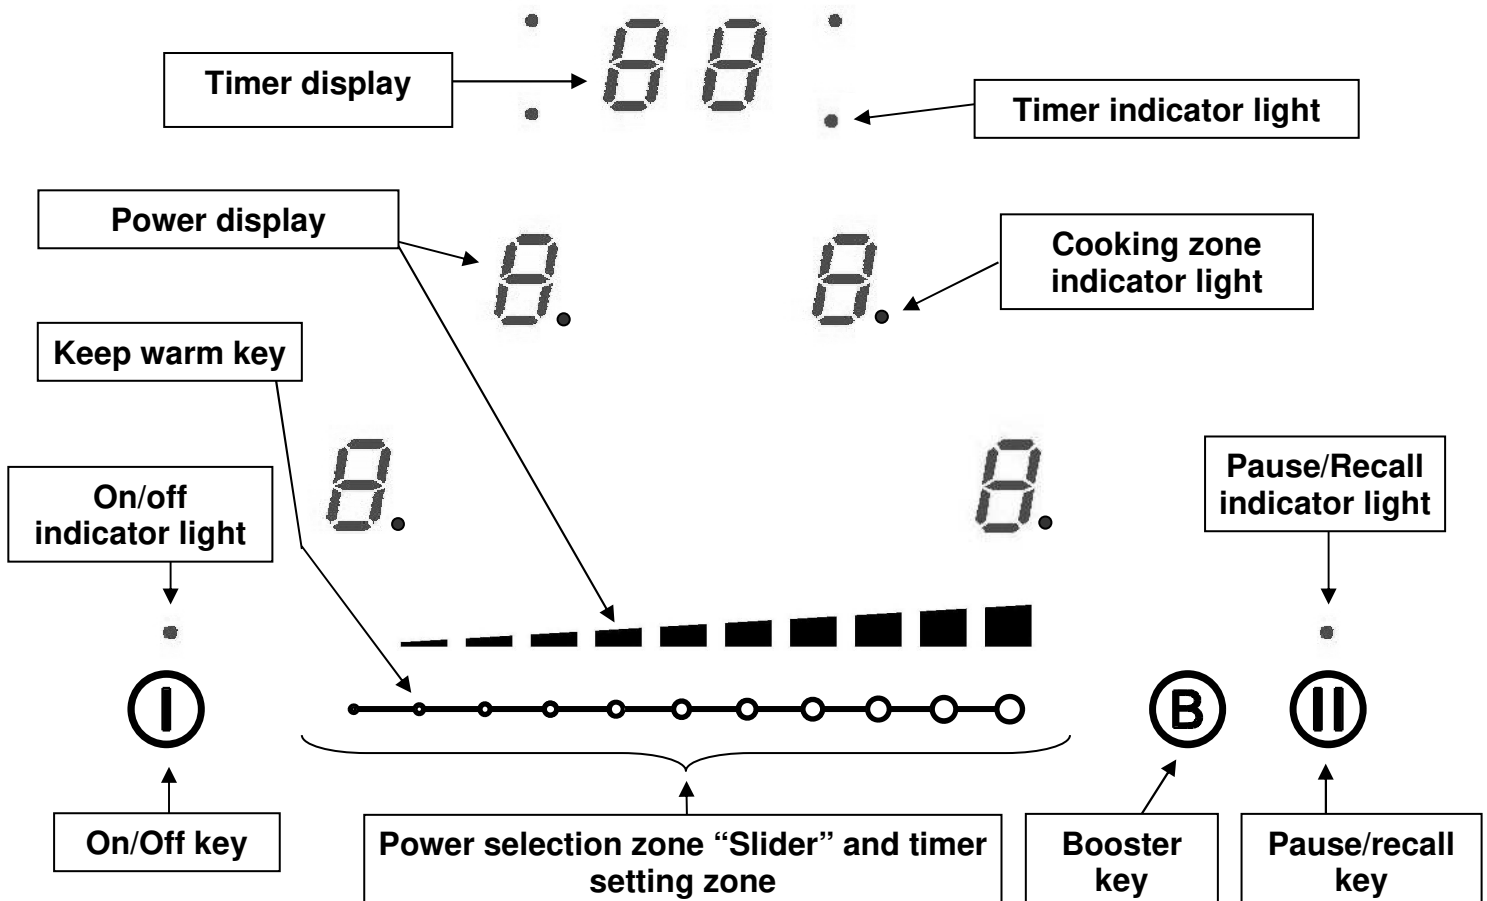 Timer display
Timer indicator light
Power display
Cooking zone
indicator light
Keep warm key
On/off
indicator light
Pause/Recall
indicator light
B
On/Off key
Power selection zone “Slider” and timer
setting zone
Booster
key
Pause/recall
key